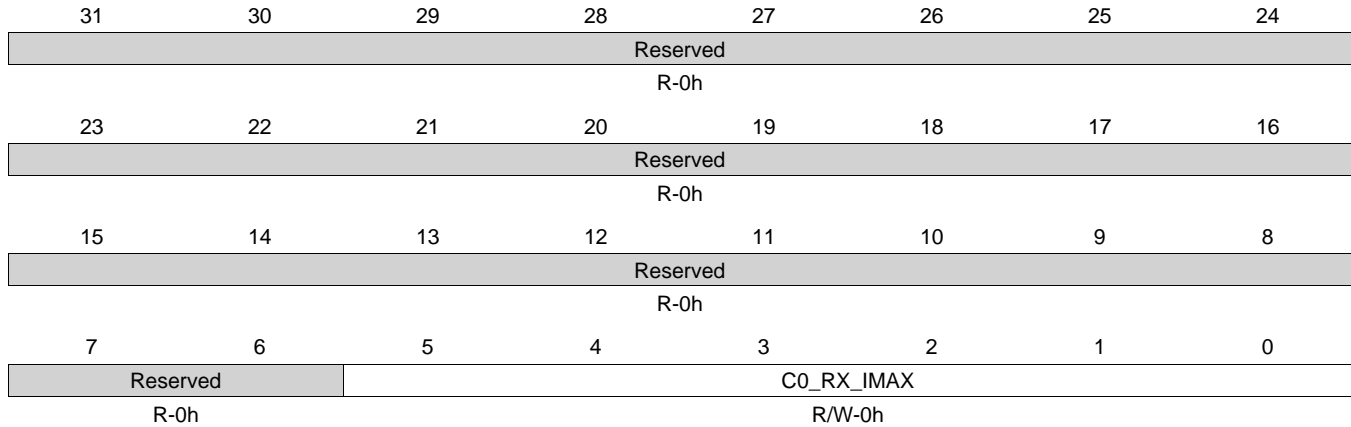 31 30 29 28 27 26 25 24
Reserved
R-0h
23 22 21 20 19 18 17 16
Reserved
R-0h
15 14 13 12 11 10 9 8
Reserved
R-0h
7 6 5 4 3 2 1 0
Reserved C0_RX_IMAX
R-0h R/W-0h